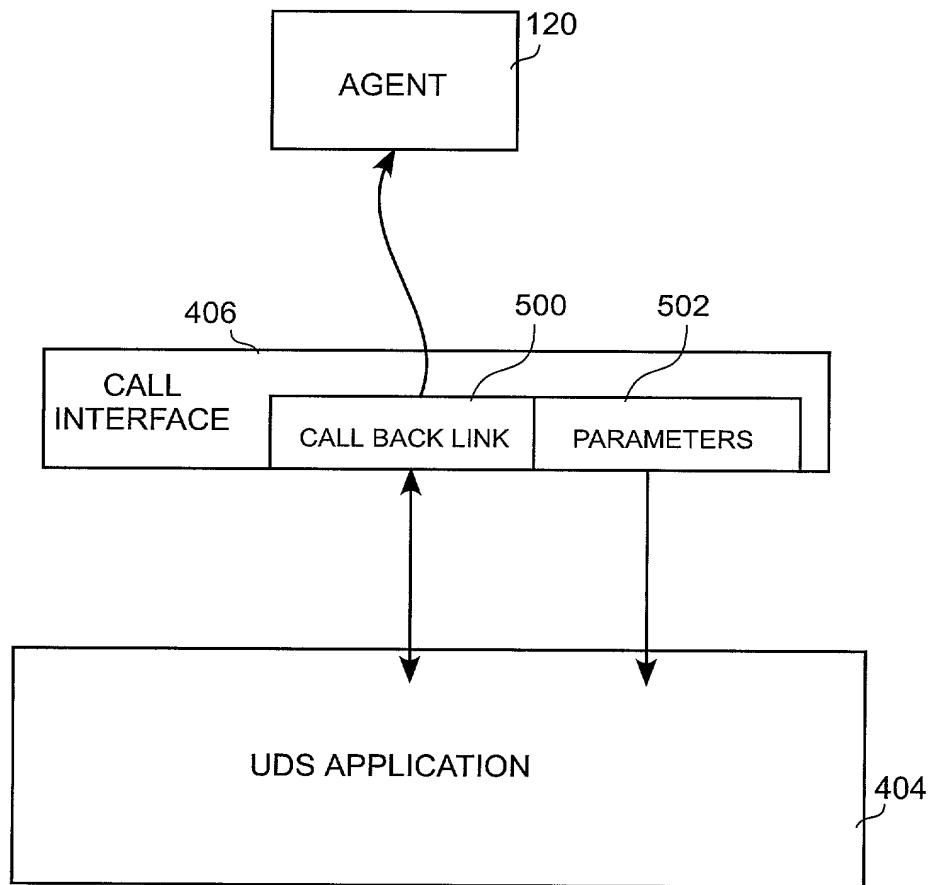 120
AGENT
406
500
502
CALL
INTERFACE
CALL BACK LINK
PARAMETERS
UDS APPLICATION
404